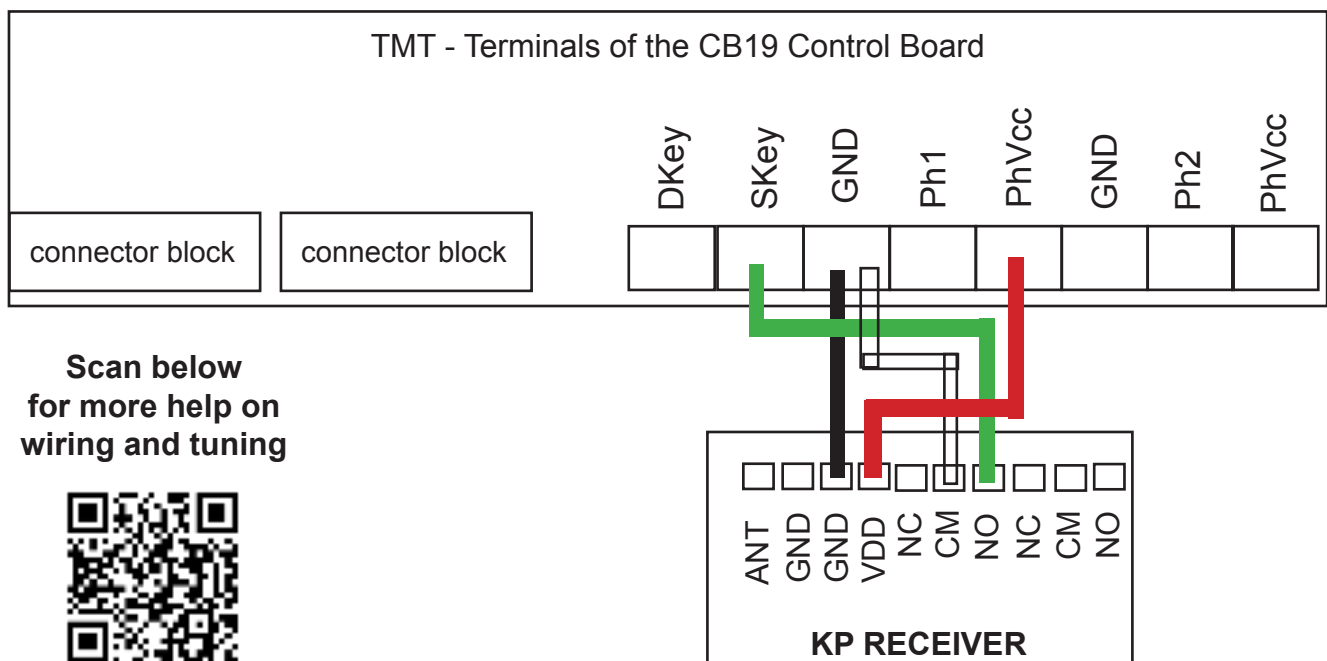 TMT - Terminals of the CB19 Control Board
DKey
SKey
GND
Ph1
PhVcc
GND
Ph2
PhVcc
connector block
connector block
Scan below
for more help on
wiring and tuning
ANT
GND
GND
VDD
NC
CM
NO
NC
CM
NO
KP RECEIVER